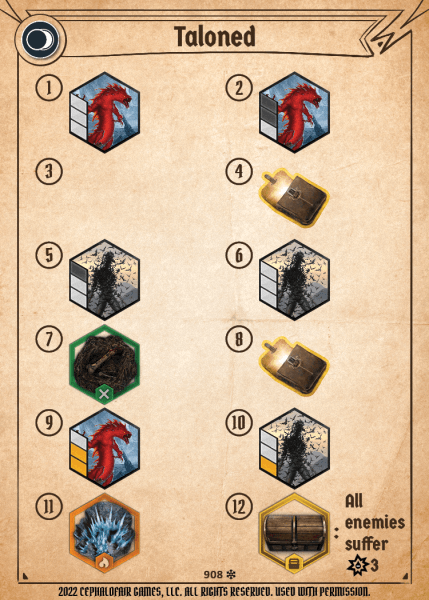 Taloned
1 2
3 4
5 6
7 8
9 10
11 12 : All
enemies
suffer
3
908
2022 CEPHALOFAIR GAMES, LLC. ALL RIGHTS RESERVED. USED WITH PERMISSION.